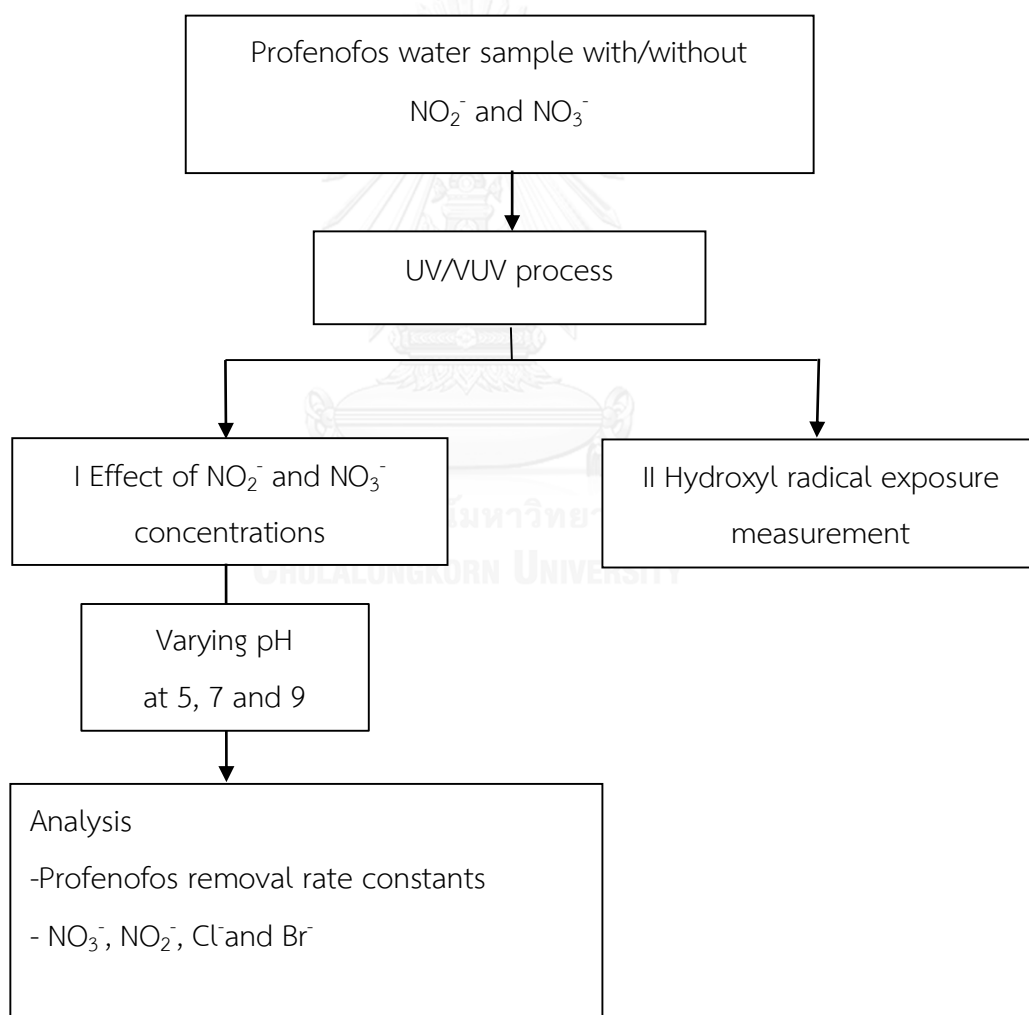 Profenofos water sample with/without
NO₂⁻ and NO₃⁻
UV/VUV process
I Effect of NO₂⁻ and NO₃⁻
concentrations
II Hydroxyl radical exposure
measurement
CHULALONGKORN UNIVERSITY
Varying pH
at 5, 7 and 9
Analysis
-Profenofos removal rate constants
- NO₃⁻, NO₂⁻, Cl⁻and Br⁻